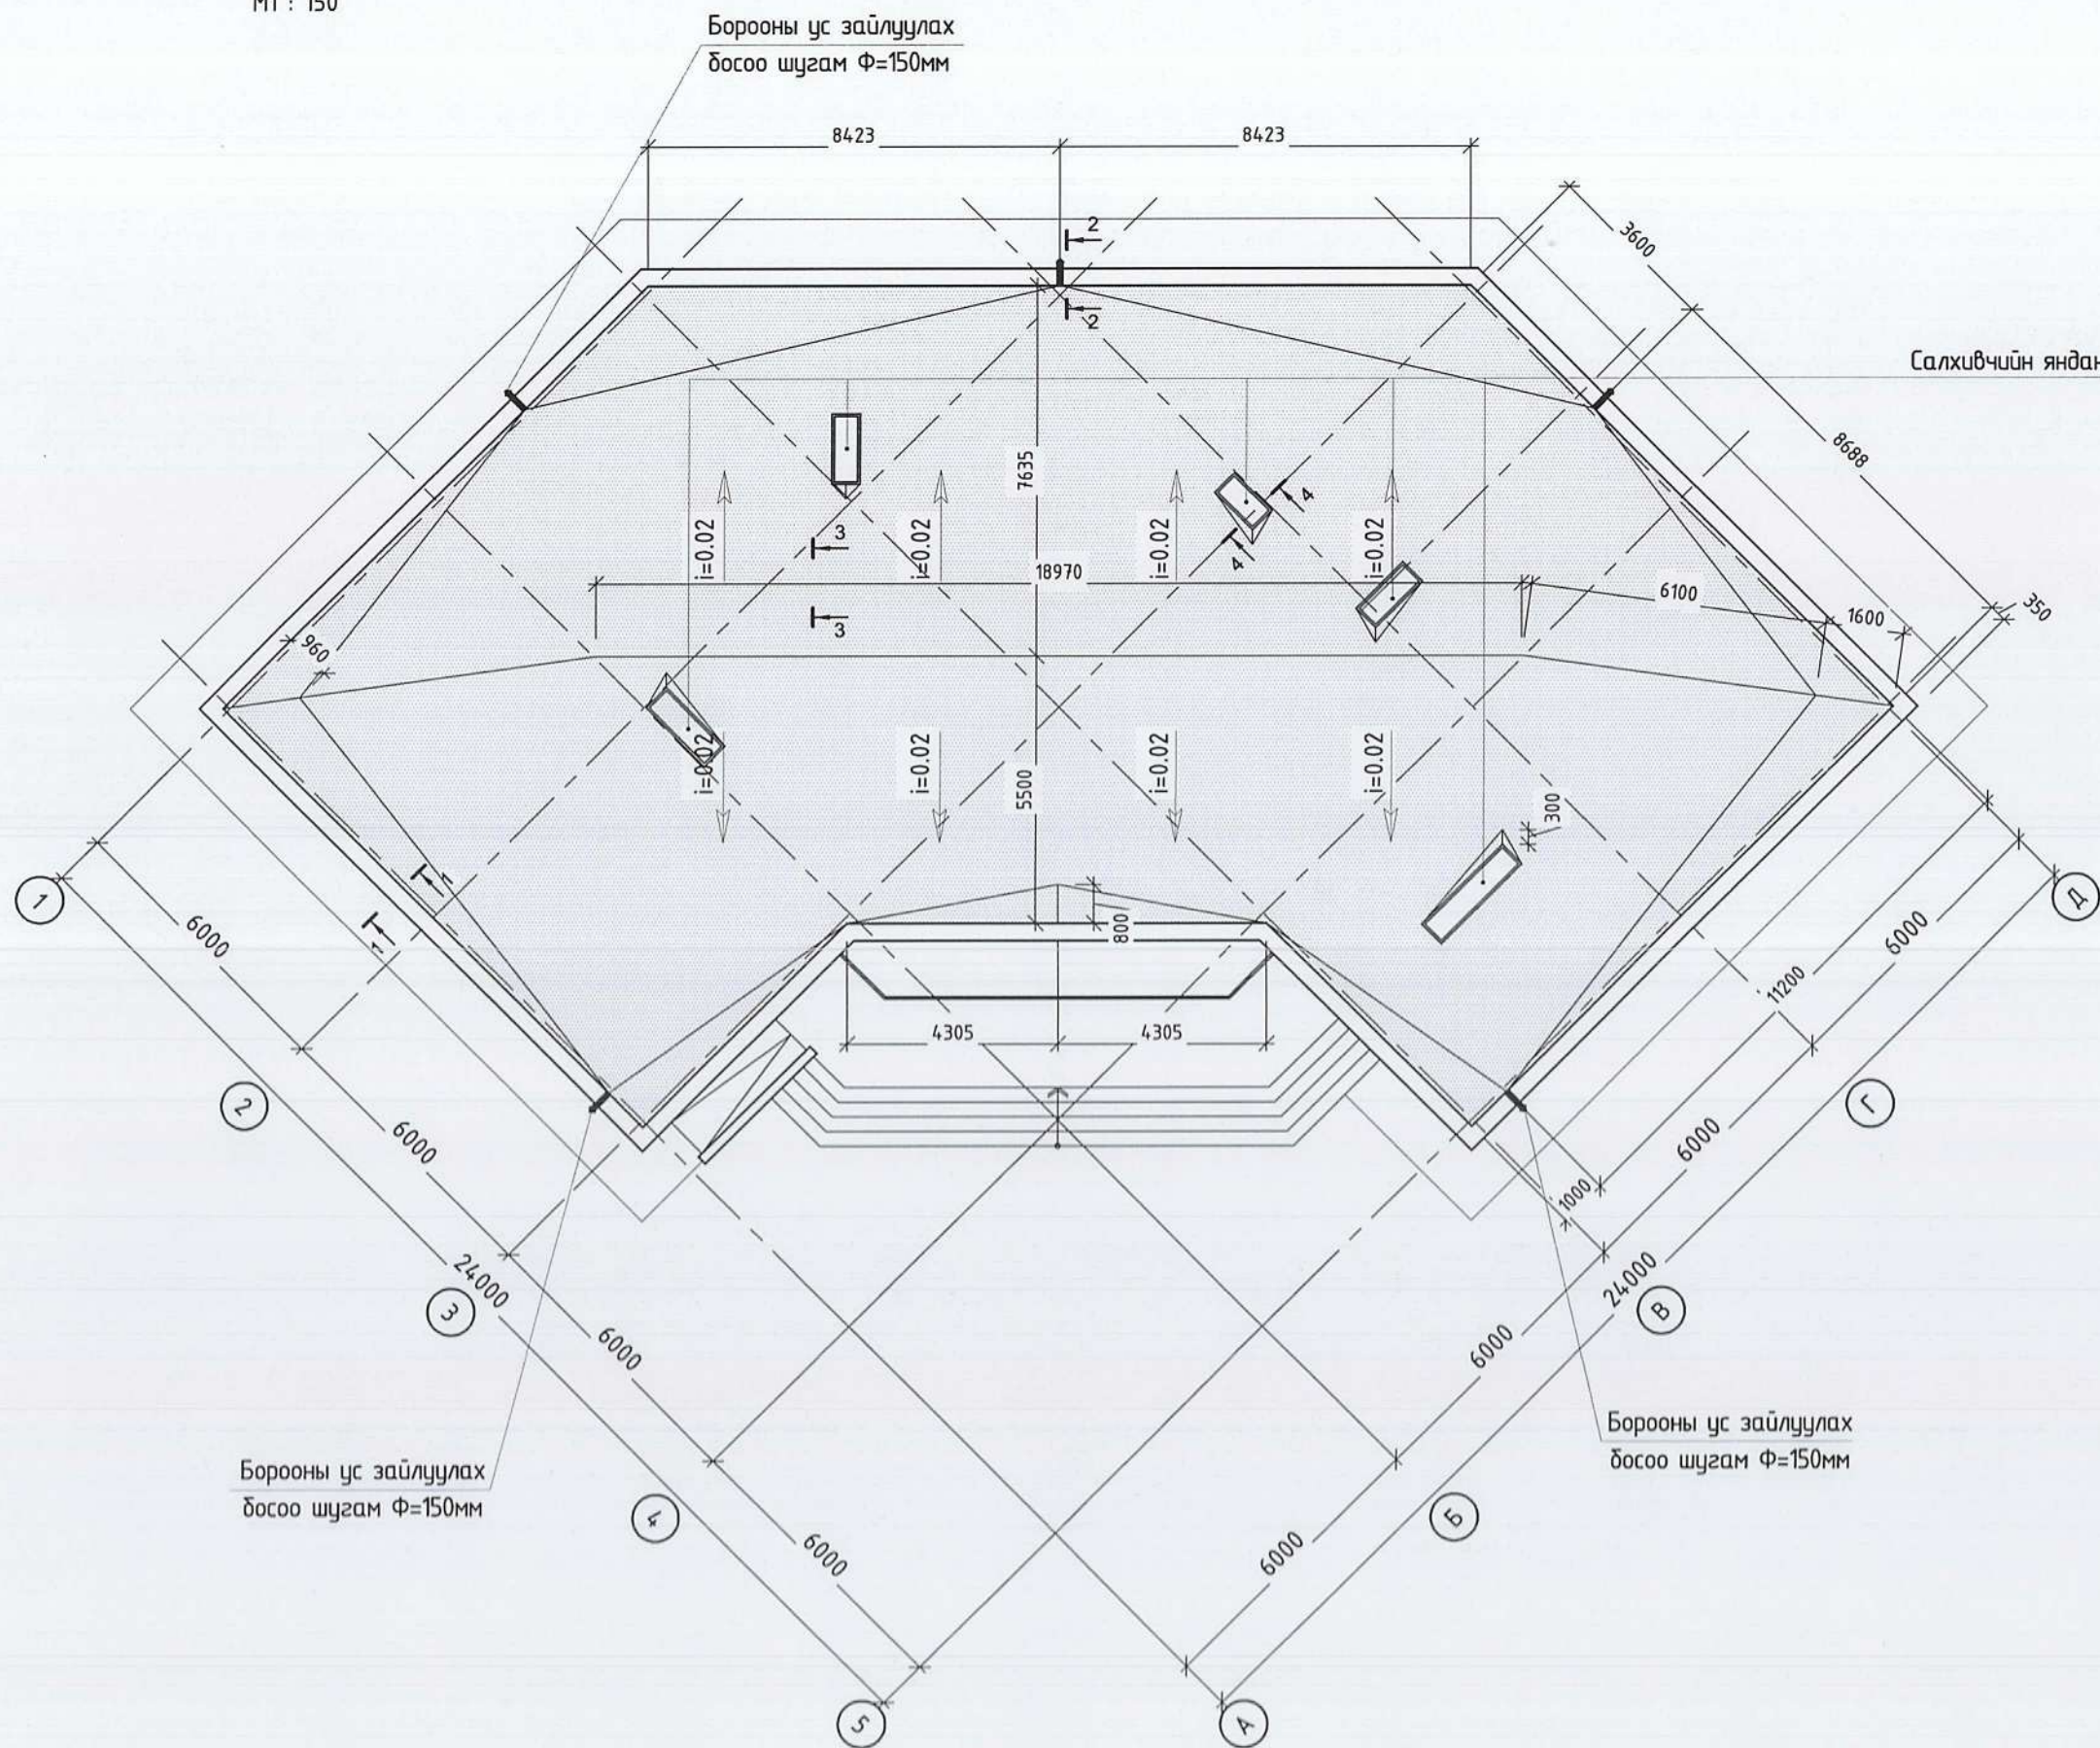 МТ : 150
Борооны ус зайлуулах
босоо шугам Ф=150мм
8423
8423
3600
2
2
Салхивчийн яндан
8688
7635
4
4
i=0.02
3
i=0.02
i=0.02
i=0.02
18970
6100
1600
350
3
960
i=0.02
i=0.02
i=0.02
i=0.02
5500
300
1
1
800
1
6000
4305
4305
11200
6000
Д
2
6000
6000
Г
1000
24000
3
6000
6000
24000
В
Борооны ус зайлуулах
босоо шугам Ф=150мм
Борооны ус зайлуулах
босоо шугам Ф=150мм
4
6000
6000
Б
5
А